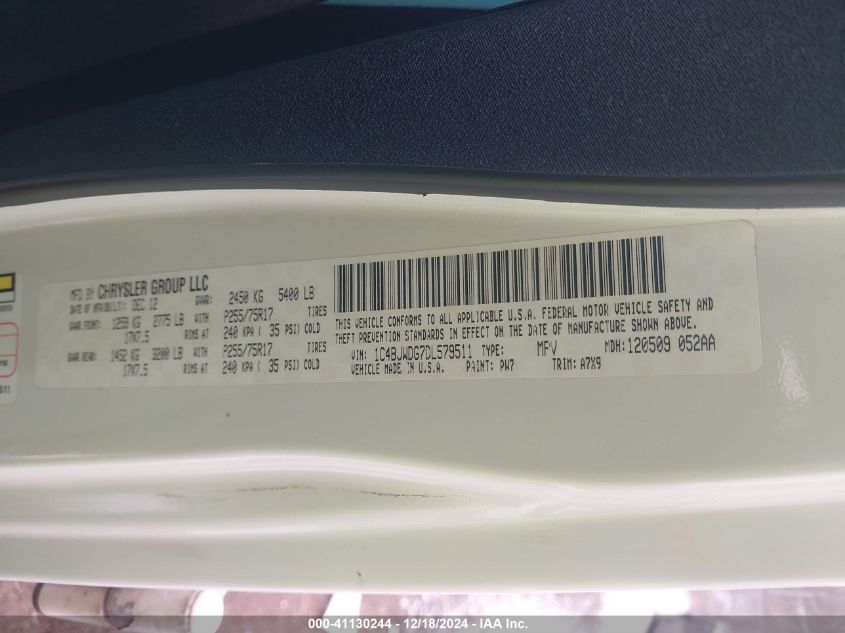 MFD BY CHRYSLER GROUP LLC
DATE OF MFR/BUILT: DEC 12 GVWR: 2450 KG 5400 LB
GAWR FRONT: 1259 KG 2775 LB WITH P255/75R17 TIRES
17X7.5 RIMS AT 240 KPA ( 35 PSI) COLD
GAWR REAR: 1452 KG 3200 LB WITH P255/75R17 TIRES
17X7.5 RIMS AT 240 KPA ( 35 PSI) COLD
THIS VEHICLE CONFORMS TO ALL APPLICABLE U.S.A. FEDERAL MOTOR VEHICLE SAFETY AND
THEFT PREVENTION STANDARDS IN EFFECT ON THE DATE OF MANUFACTURE SHOWN ABOVE.
VIN: 1C4BJWDG7DL579511 TYPE: MPV MDH: 120509 052AA
VEHICLE MADE IN U.S.A. PAINT: PW7 TRIM: A7X9
000-41130244 - 12/18/2024 - IAA Inc.